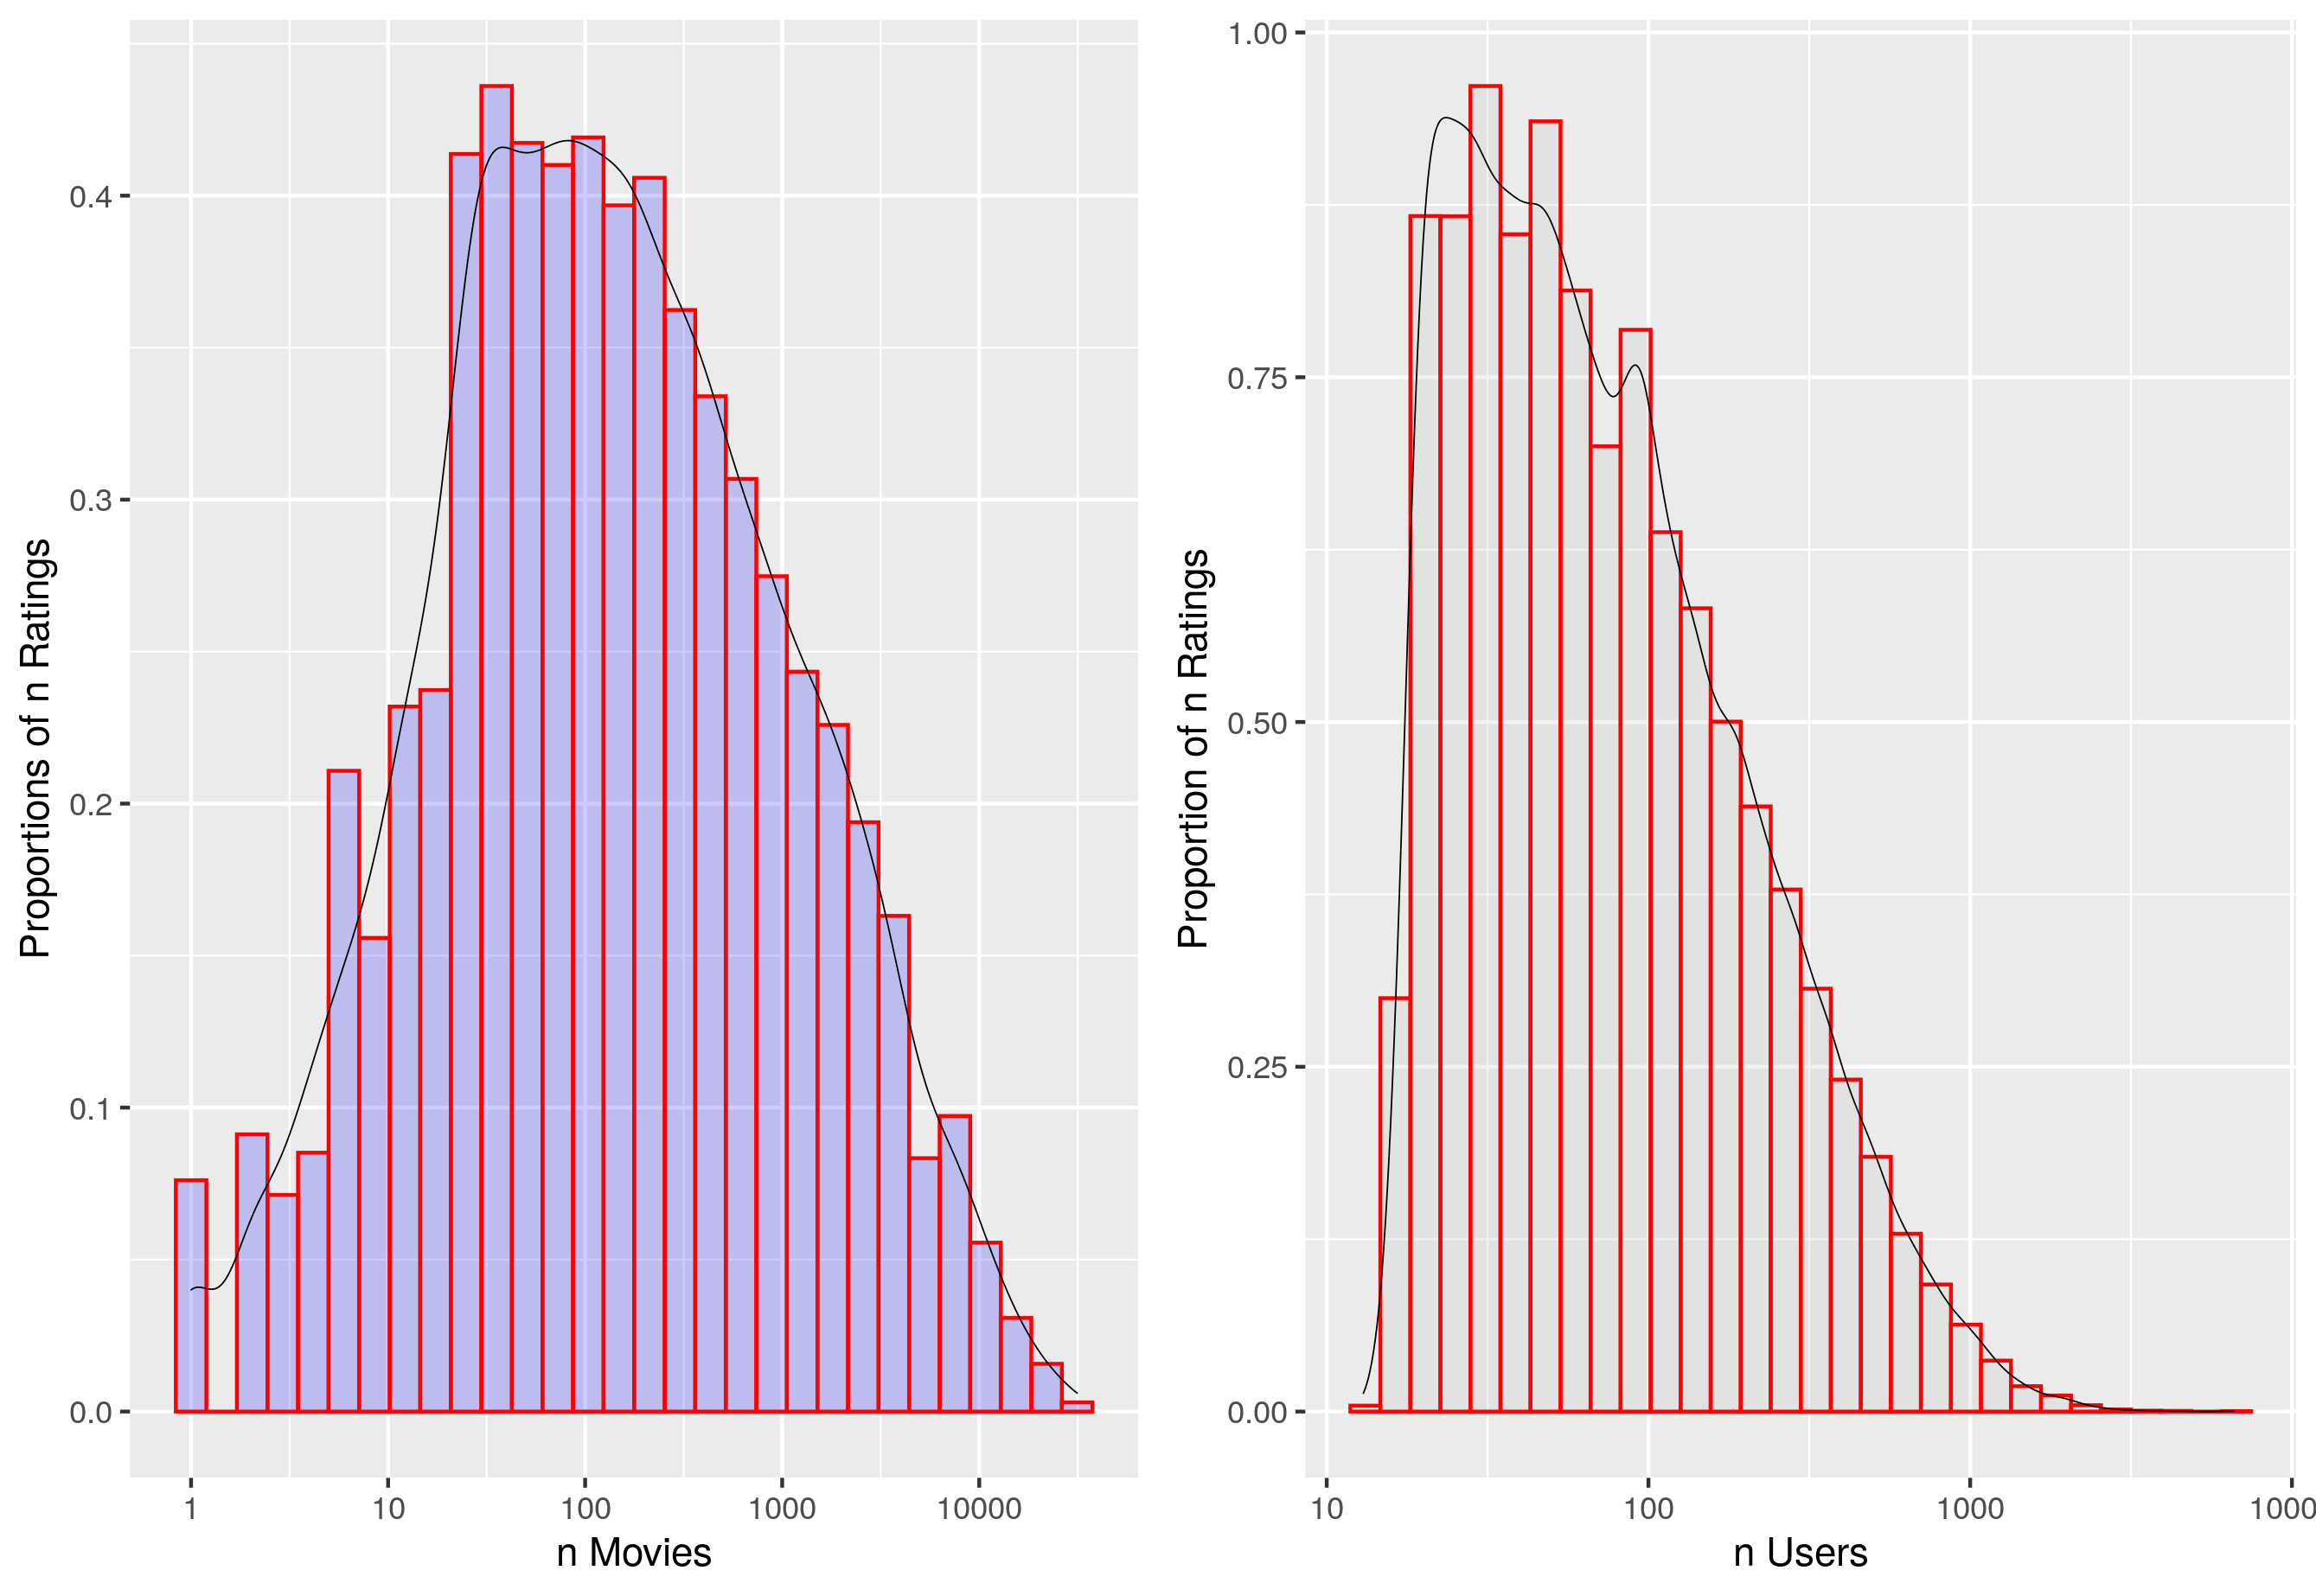 Proportions of n Ratings
0.4
0.3
0.2
0.1
0.0
1 10 100 1000 10000
n Movies
Proportion of n Ratings
1.00
0.75
0.50
0.25
0.00
10 100 1000 1000
n Users